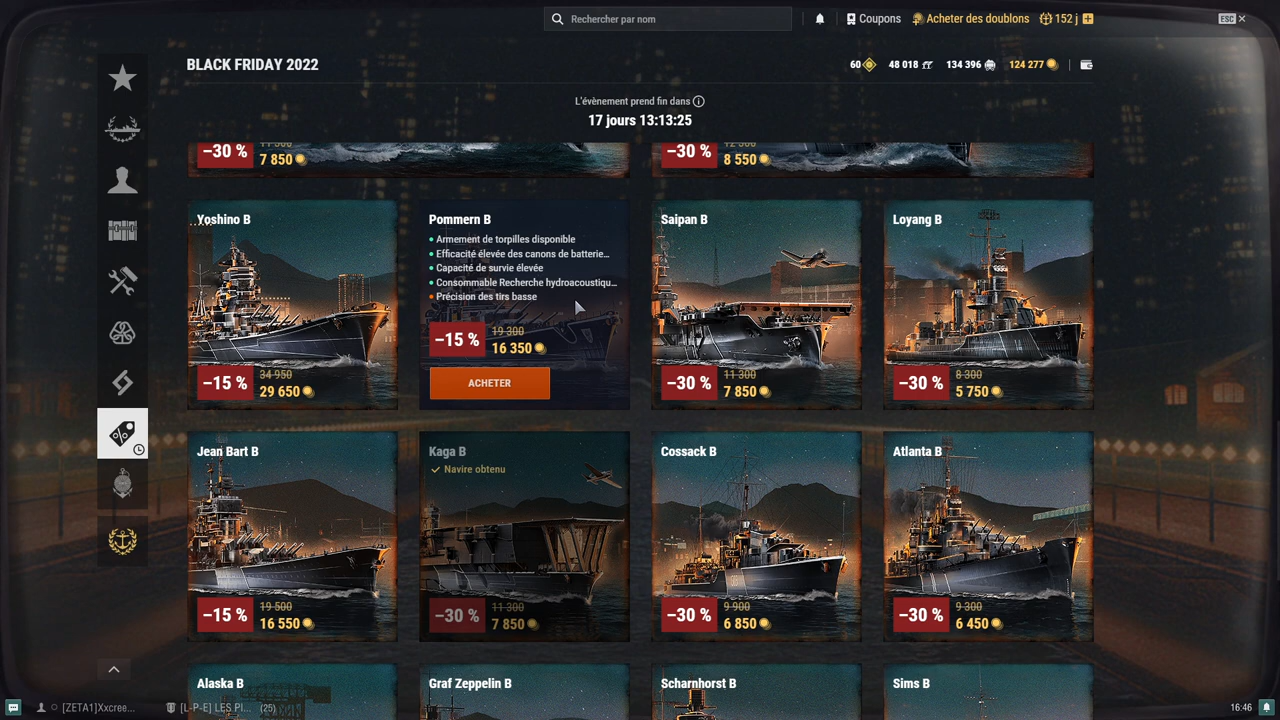 Rechercher par nom
Coupons
Acheter des doublons
152 j
ESC
BLACK FRIDAY 2022
60
48 018
134 396
124 277
L'évènement prend fin dans
17 jours 13:13:25
–30 %
7 850
–30 %
8 550
Yoshino B
–15 %
34 950
29 650
Pommern B
Armement de torpilles disponible
Efficacité élevée des canons de batterie...
Capacité de survie élevée
Consommable Recherche hydroacoustiqu...
Précision des tirs basse
–15 %
19 300
16 350
ACHETER
Saipan B
–30 %
11 300
7 850
Loyang B
–30 %
8 300
5 750
Jean Bart B
–15 %
19 500
16 550
Kaga B
Navire obtenu
–30 %
11 300
7 850
Cossack B
–30 %
9 900
6 850
Atlanta B
–30 %
9 300
6 450
Alaska B
Graf Zeppelin B
Scharnhorst B
Sims B
[ZETA1]Xxcree...
[L-P-E] LES PI...
(25)
16:46